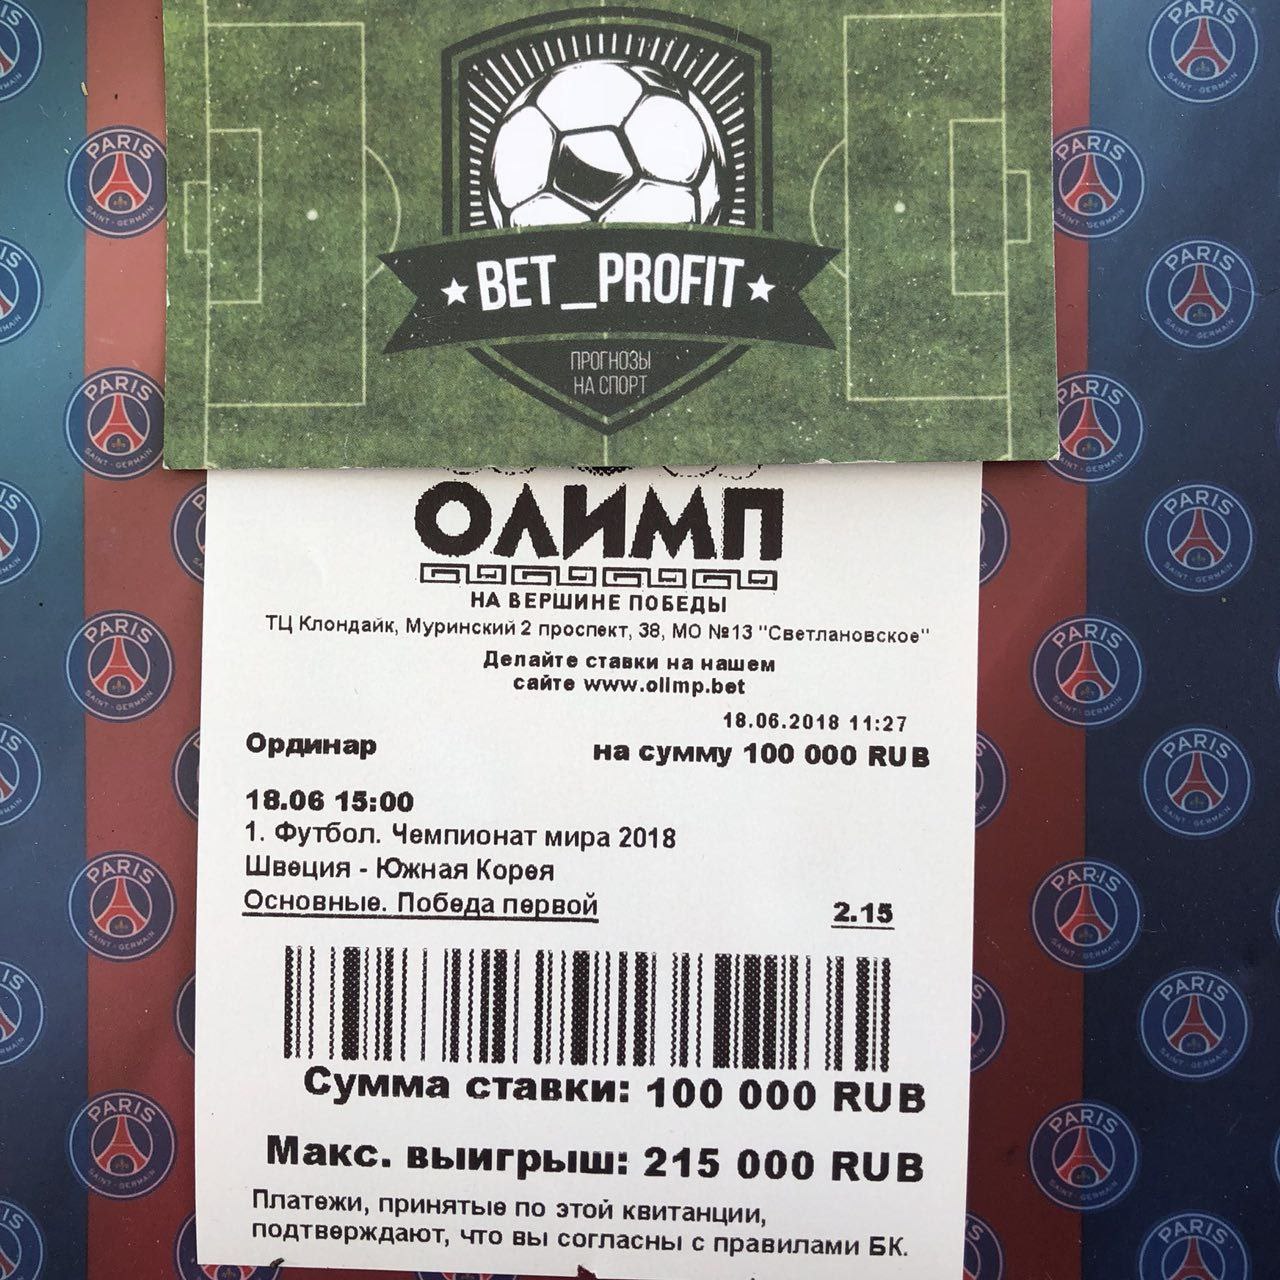 BET_PROFIT
ПРОГНОЗЫ
НА СПОРТ
ОЛИМП
НА ВЕРШИНЕ ПОБЕДЫ
ТЦ Клондайк, Муринский 2 проспект, 38, МО №13 "Светлановское"
Делайте ставки на нашем
сайте www.olimp.bet
18.06.2018 11:27
Ординар на сумму 100 000 RUB
18.06 15:00
1. Футбол. Чемпионат мира 2018
Швеция - Южная Корея
Основные. Победа первой 2.15
Сумма ставки: 100 000 RUB
Макс. выигрыш: 215 000 RUB
Платежи, принятые по этой квитанции,
подтверждают, что вы согласны с правилами БК.
PARIS
SAINT-GERMAIN